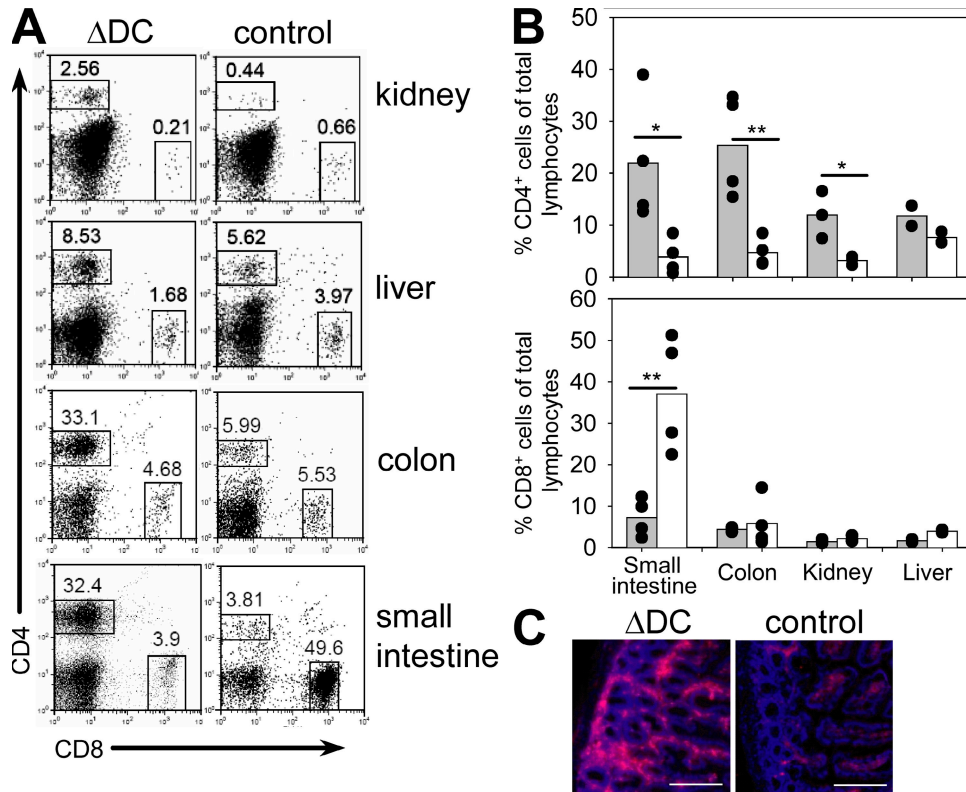 A
ΔDC
control
2.56
0.44
kidney
0.21
0.66
8.53
5.62
liver
1.68
3.97
33.1
5.99
colon
4.68
5.53
32.4
3.81
small
intestine
3.9
49.6
CD4
CD8
B
% CD4⁺ cells of total
lymphocytes
50
40
30
20
10
0
*
**
*
% CD8⁺ cells of total
lymphocytes
60
50
40
30
20
10
0
**
Small
intestine
Colon
Kidney
Liver
C
ΔDC
control